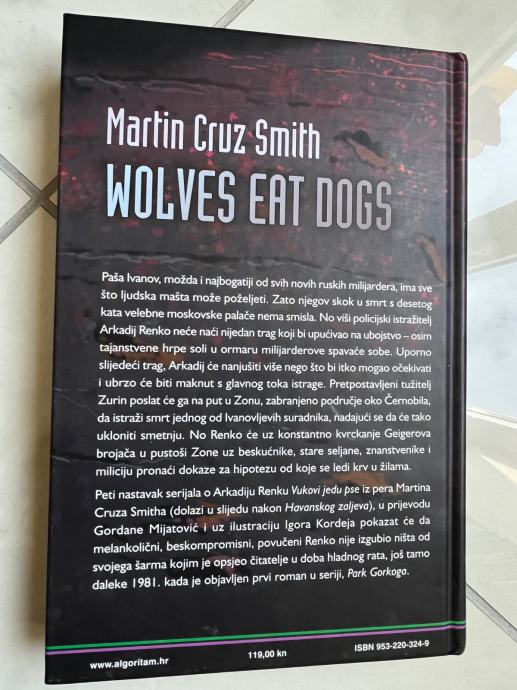 Martin Cruz Smith
WOLVES EAT DOGS
Paša Ivanov, možda i najbogatiji od svih novih ruskih milijardera, ima sve
što ljudska mašta može poželjeti. Zato njegov skok u smrt s desetog
kata velebne moskovske palače nema smisla. No viši policijski istražitelj
Arkadij Renko neće naći nijedan trag koji bi upućivao na ubojstvo – osim
tajanstvene hrpe soli u ormaru milijarderove spavaće sobe. Uporno
slijedeći trag, Arkadij će nanjušiti više nego što bi itko mogao očekivati
i ubrzo će biti maknut s glavnog toka istrage. Pretpostavljeni tužitelj
Zurin poslat će ga na put u Zonu, zabranjeno područje oko Černobila,
da istraži smrt jednog od Ivanovljevih suradnika, nadajući se da će tako
ukloniti smetnju. No Renko će uz konstantno kvrckanje Geigerova
brojača u pustoši Zone uz beskućnike, stare seljane, znanstvenike i
miliciju pronaći dokaze za hipotezu od koje se ledi krv u žilama.
Peti nastavak serijala o Arkadiju Renku Vukovi jedu pse iz pera Martina
Cruza Smitha (dolazi u slijedu nakon Havanskog zaljeva), u prijevodu
Gordane Mijatović i uz ilustraciju Igora Kordeja pokazat će da
melankolični, beskompromisni, povučeni Renko nije izgubio ništa od
svojega šarma kojim je opsjeo čitatelje u doba hladnog rata, još tamo
daleke 1981. kada je objavljen prvi roman u seriji, Park Gorkoga.
www.algoritam.hr
119,00 kn
ISBN 953-220-324-9